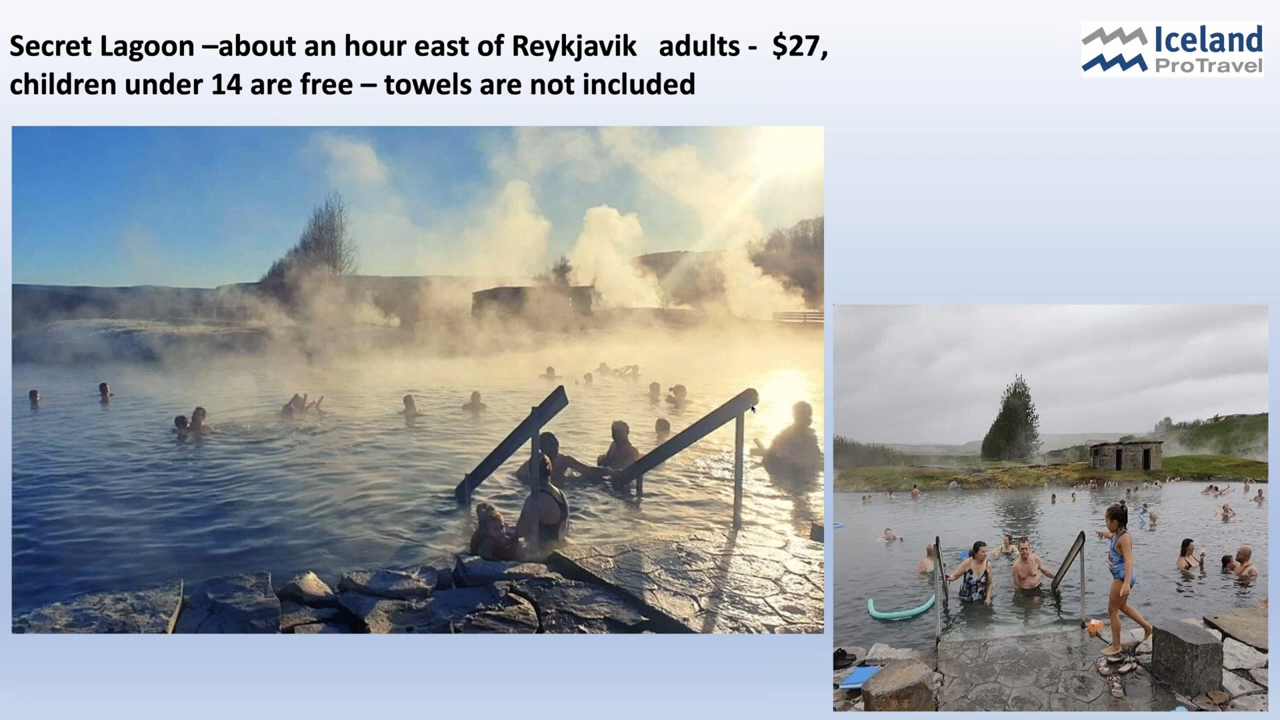 Secret Lagoon –about an hour east of Reykjavik   adults -  $27,
children under 14 are free – towels are not included
Iceland
ProTravel